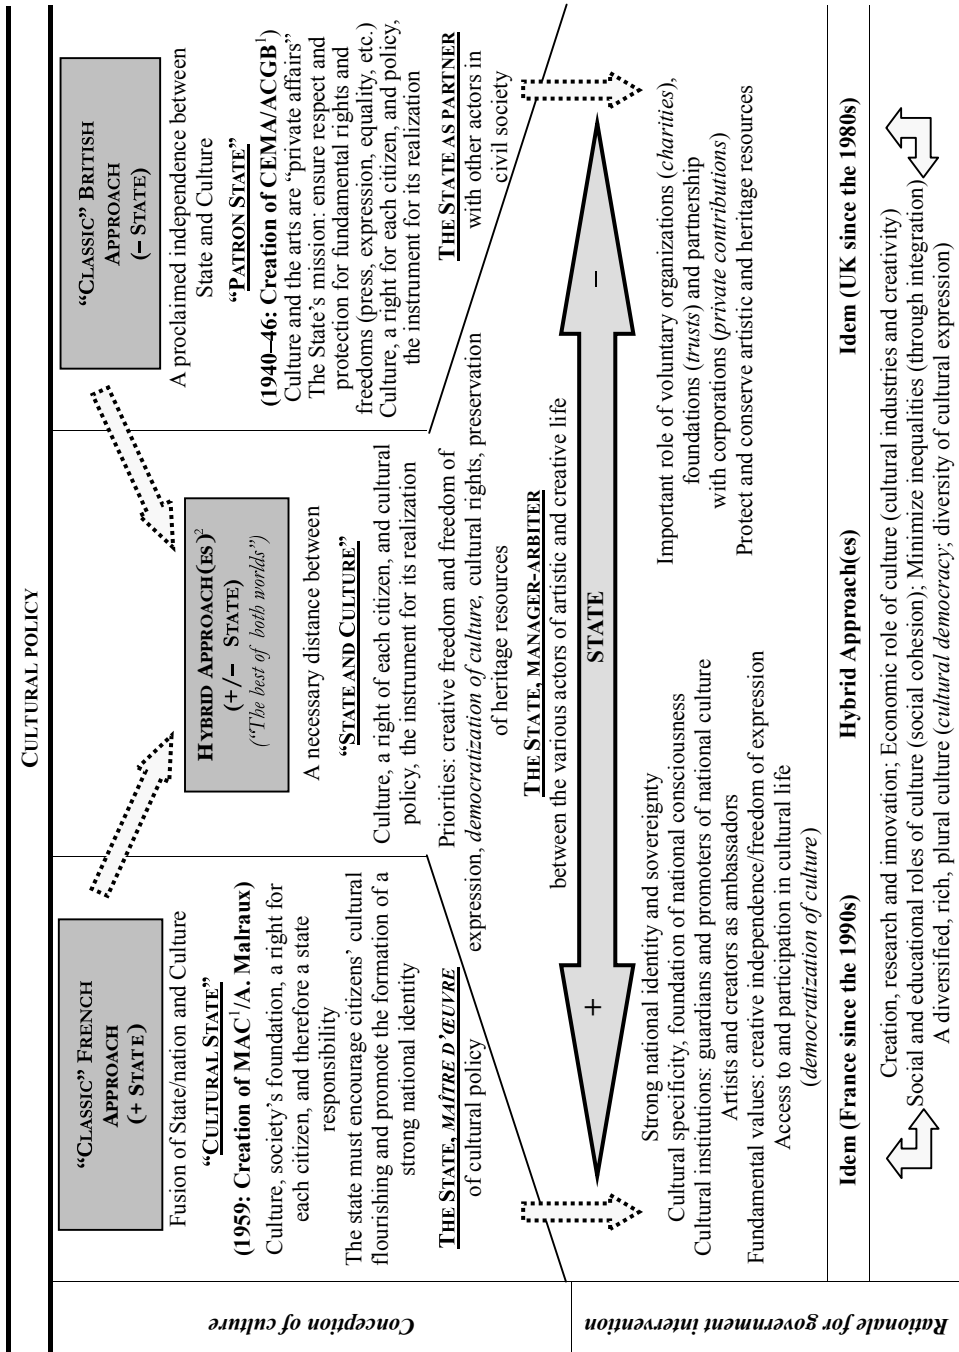 CULTURAL POLICY
Conception of culture
“CLASSIC” FRENCH
APPROACH
(+ STATE)
Fusion of State/nation and Culture
“CULTURAL STATE”
(1959: Creation of MAC¹/A. Malraux)
Culture, society’s foundation, a right for
each citizen, and therefore a state
responsibility
The state must encourage citizens’ cultural
flourishing and promote the formation of a
strong national identity
THE STATE, MAÎTRE D’ŒUVRE
of cultural policy
HYBRID APPROACH(ES)²
(+/– STATE)
(“The best of both worlds”)
A necessary distance between
“STATE AND CULTURE”
Culture, a right of each citizen, and cultural
policy, the instrument for its realization
Priorities: creative freedom and freedom of
expression, democratization of culture, cultural rights, preservation
of heritage resources
THE STATE, MANAGER-ARBITER
between the various actors of artistic and creative life
“CLASSIC” BRITISH
APPROACH
(– STATE)
A proclaimed independence between
State and Culture
“PATRON STATE”
(1940–46: Creation of CEMA/ACGB¹)
Culture and the arts are “private affairs”
The State’s mission: ensure respect and
protection for fundamental rights and
freedoms (press, expression, equality, etc.)
Culture, a right for each citizen, and policy,
the instrument for its realization
THE STATE AS PARTNER
with other actors in
civil society
+
STATE
–
Rationale for government intervention
Strong national identity and sovereignty
Cultural specificity, foundation of national consciousness
Cultural institutions: guardians and promoters of national culture
Artists and creators as ambassadors
Fundamental values: creative independence/freedom of expression
Access to and participation in cultural life
(democratization of culture)
Important role of voluntary organizations (charities),
foundations (trusts) and partnership
with corporations (private contributions)
Protect and conserve artistic and heritage resources
Idem (France since the 1990s)
Hybrid Approach(es)
Idem (UK since the 1980s)
Creation, research and innovation; Economic role of culture (cultural industries and creativity)
Social and educational roles of culture (social cohesion); Minimize inequalities (through integration)
A diversified, rich, plural culture (cultural democracy; diversity of cultural expression)